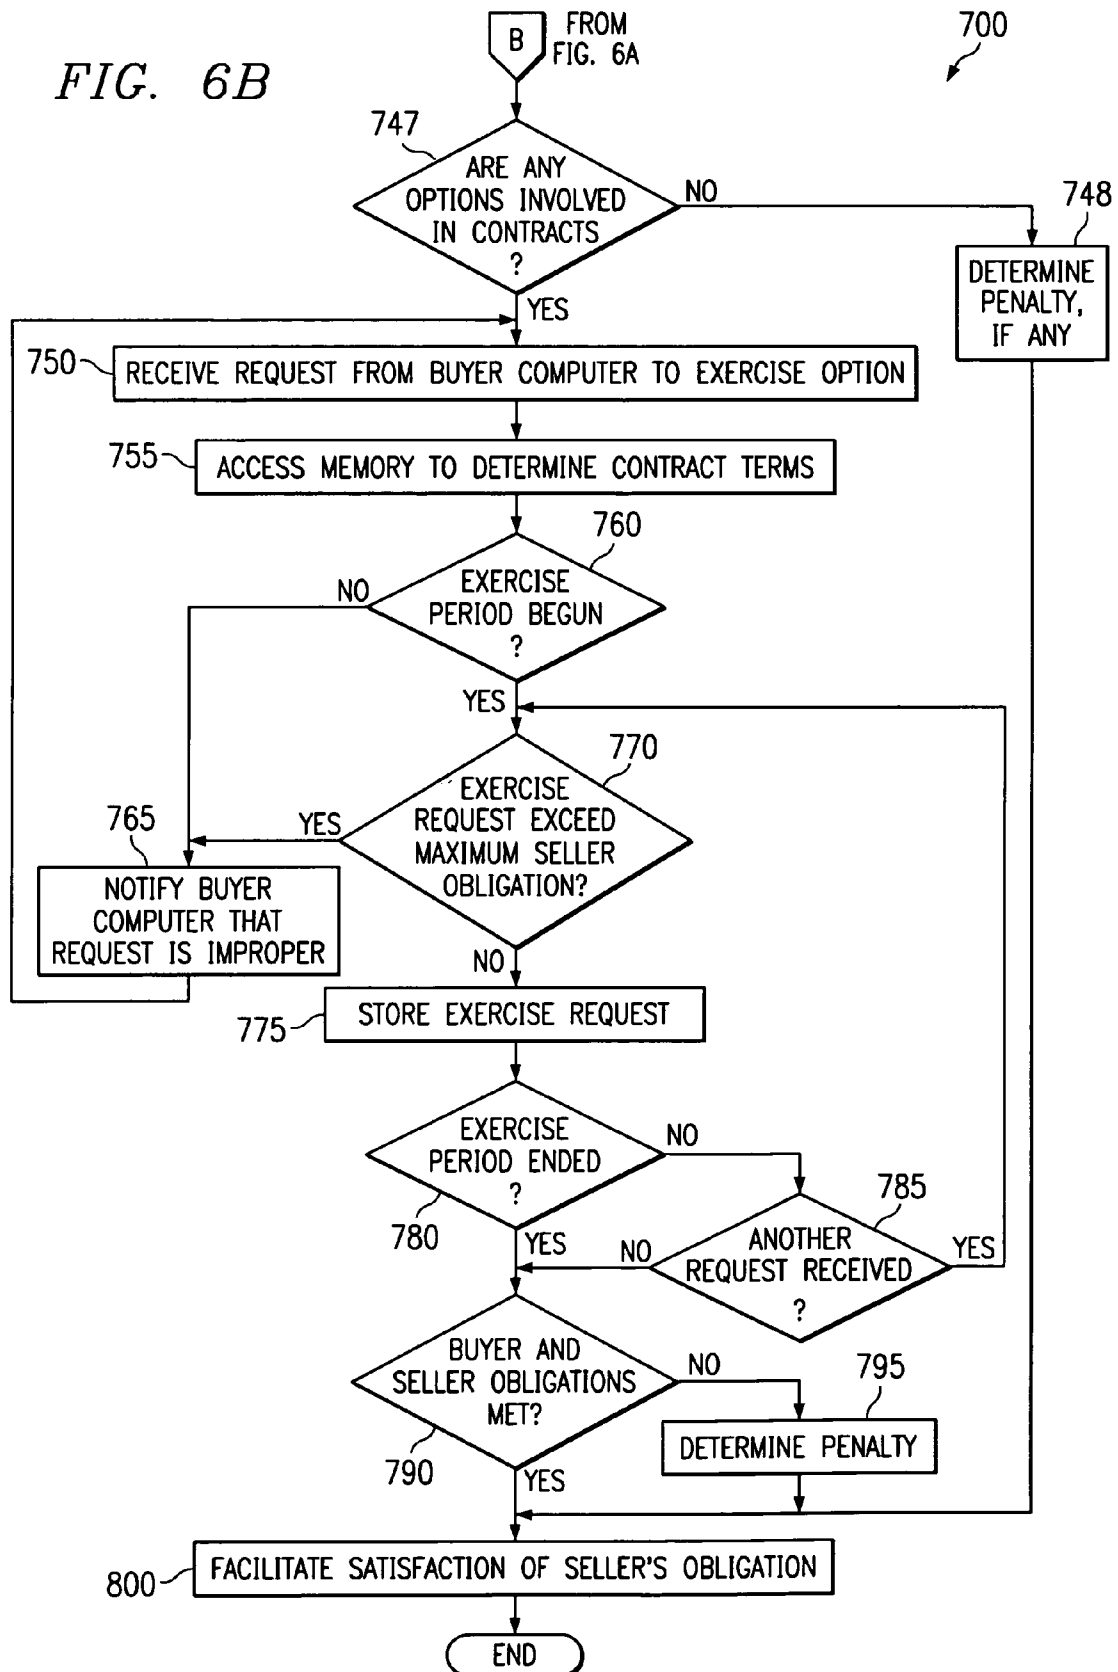 FIG. 6B
B
FROM
FIG. 6A
700
747
ARE ANY
OPTIONS INVOLVED
IN CONTRACTS
?
NO
YES
748
DETERMINE
PENALTY,
IF ANY
750
RECEIVE REQUEST FROM BUYER COMPUTER TO EXERCISE OPTION
755
ACCESS MEMORY TO DETERMINE CONTRACT TERMS
760
EXERCISE
PERIOD BEGUN
?
NO
YES
770
EXERCISE
REQUEST EXCEED
MAXIMUM SELLER
OBLIGATION?
YES
NO
765
NOTIFY BUYER
COMPUTER THAT
REQUEST IS IMPROPER
775
STORE EXERCISE REQUEST
EXERCISE
PERIOD ENDED
?
780
NO
YES
785
ANOTHER
REQUEST RECEIVED
?
NO
YES
BUYER AND
SELLER OBLIGATIONS
MET?
790
NO
YES
795
DETERMINE PENALTY
800
FACILITATE SATISFACTION OF SELLER'S OBLIGATION
END